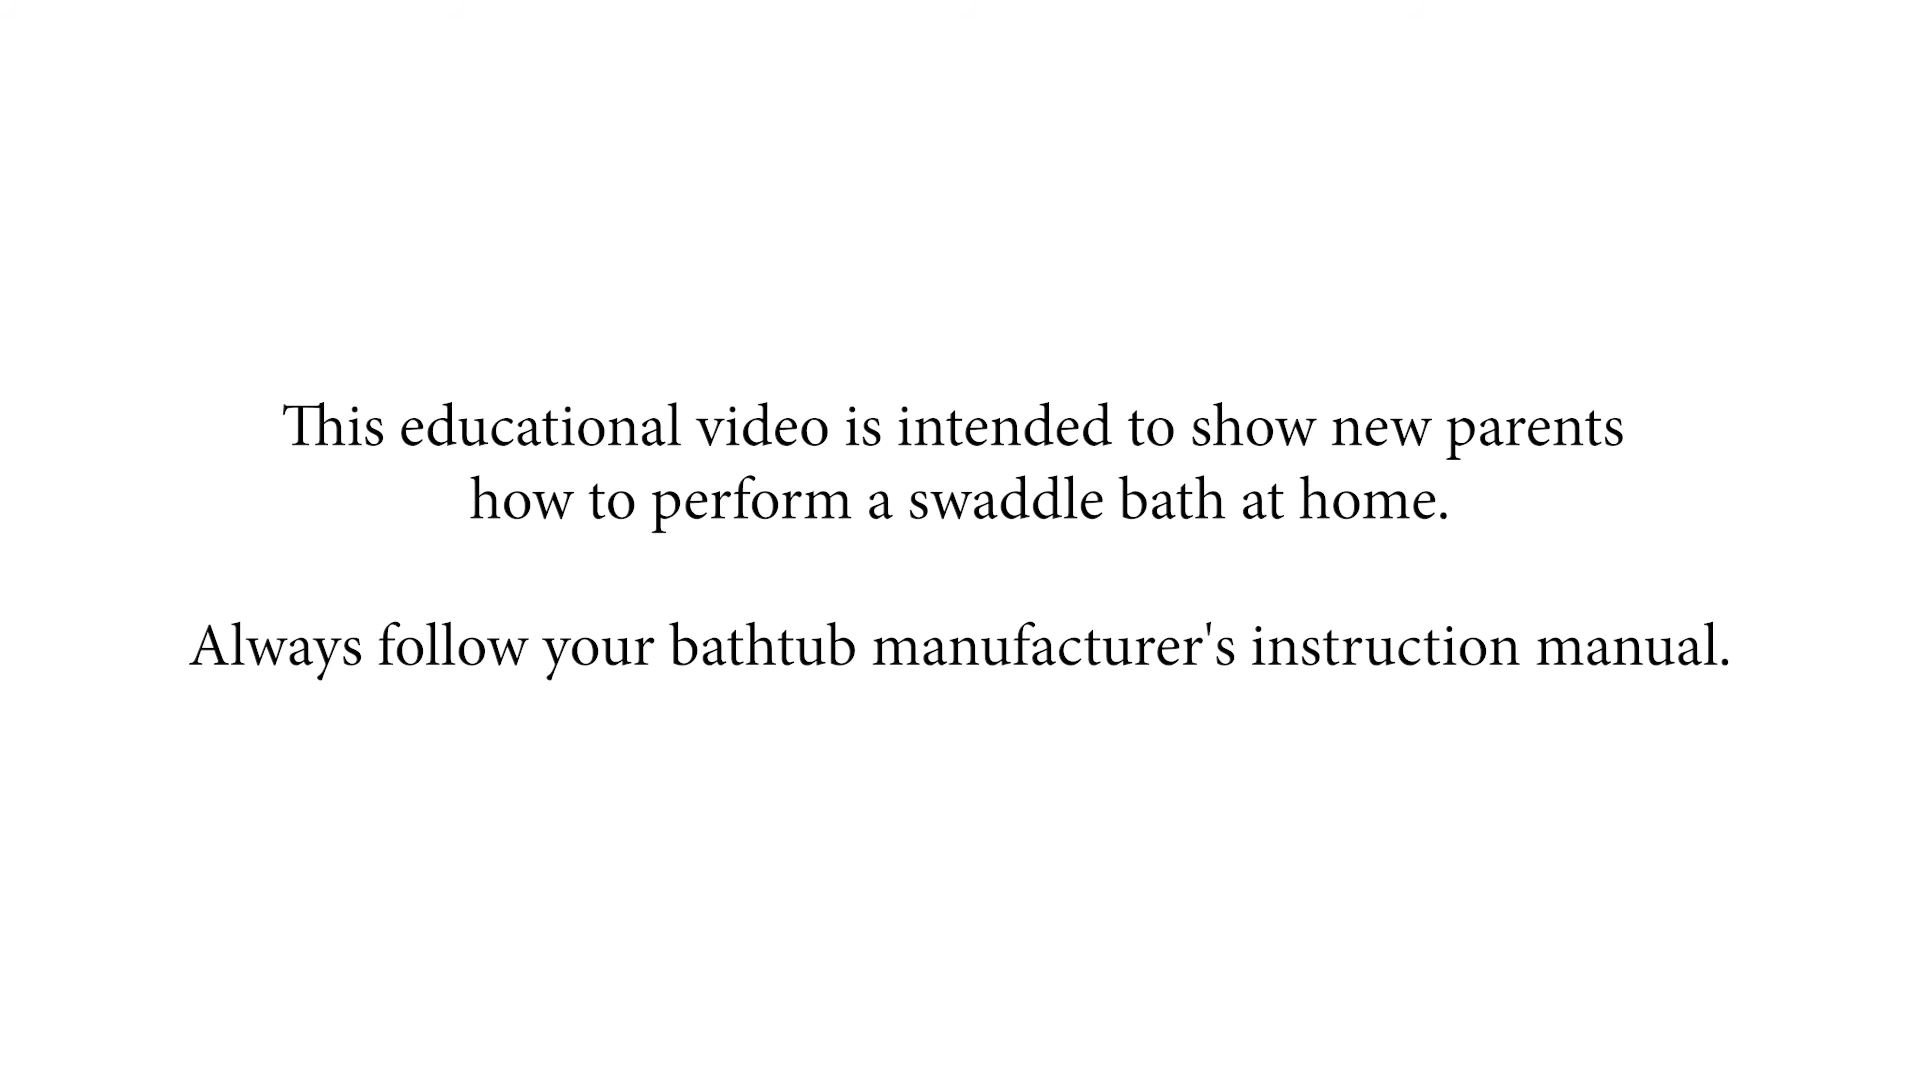 This educational video is intended to show new parents
how to perform a swaddle bath at home.
Always follow your bathtub manufacturer's instruction manual.